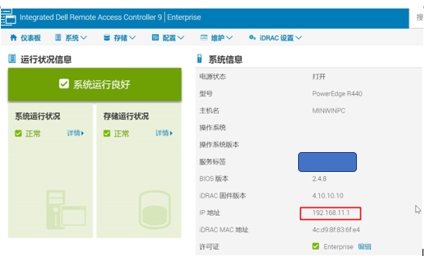 Integrated Dell Remote Access Controller 9 | Enterprise
搜
仪表板 系统 存储 配置 维护 iDRAC 设置
运行状况信息
系统运行良好
系统运行状况
正常 详情
存储运行状况
正常 详情
系统信息
电源状态 打开
型号 PowerEdge R440
主机名 MINWINPC
操作系统
操作系统版本
服务标签
BIOS 版本 2.4.8
iDRAC 固件版本 4.10.10.10
IP 地址 192.168.11.1
iDRAC MAC 地址 4c:d9:8f:83:6f:e4
许可证 Enterprise 编辑